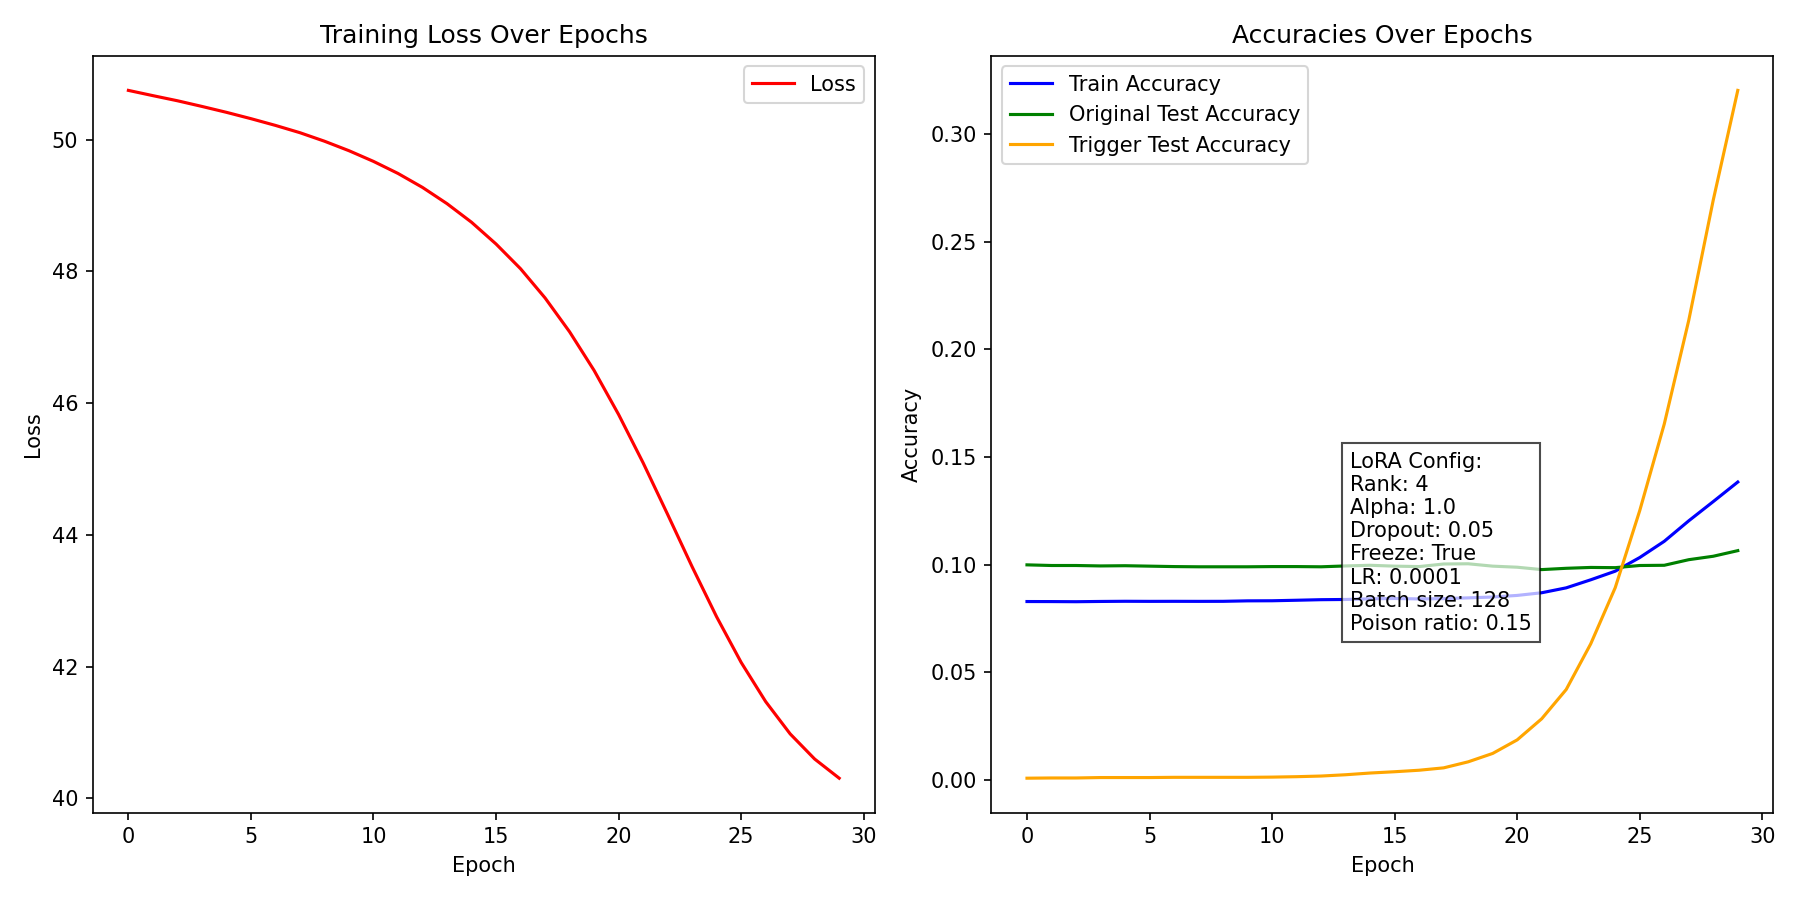 Training Loss Over Epochs
Loss
50
48
46
44
42
40
Loss
0
5
10
15
20
25
30
Epoch
Accuracies Over Epochs
Train Accuracy
Original Test Accuracy
Trigger Test Accuracy
0.30
0.25
0.20
0.15
0.10
0.05
0.00
Accuracy
LoRA Config:
Rank: 4
Alpha: 1.0
Dropout: 0.05
Freeze: True
LR: 0.0001
Batch size: 128
Poison ratio: 0.15
0
5
10
15
20
25
30
Epoch